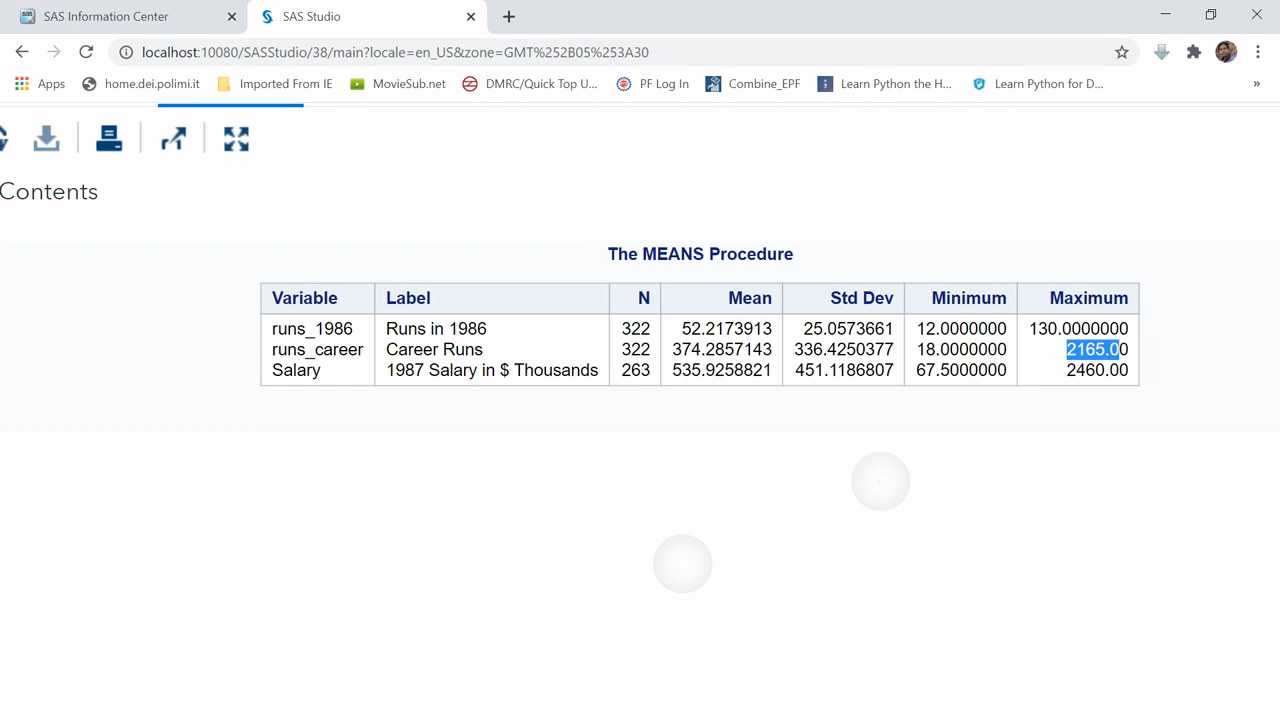 SAS Information Center
SAS Studio
localhost:10080/SASStudio/38/main?locale=en_US&zone=GMT%252B05%253A30
Apps home.dei.polimi.it Imported From IE MovieSub.net DMRC/Quick Top U... PF Log In Combine_EPF Learn Python the H... Learn Python for D... »
Contents
The MEANS Procedure
Variable Label N Mean Std Dev Minimum Maximum
runs_1986 Runs in 1986 322 52.2173913 25.0573661 12.0000000 130.0000000
runs_career Career Runs 322 374.2857143 336.4250377 18.0000000 2165.00
Salary 1987 Salary in $ Thousands 263 535.9258821 451.1186807 67.5000000 2460.00